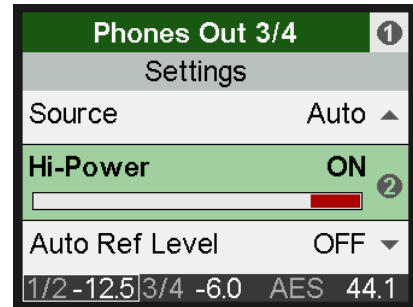 Phones Out 3/4 1
Settings
Source Auto
Hi-Power ON
2
Auto Ref Level OFF
1/2 -12.5 3/4 -6.0 AES 44.1